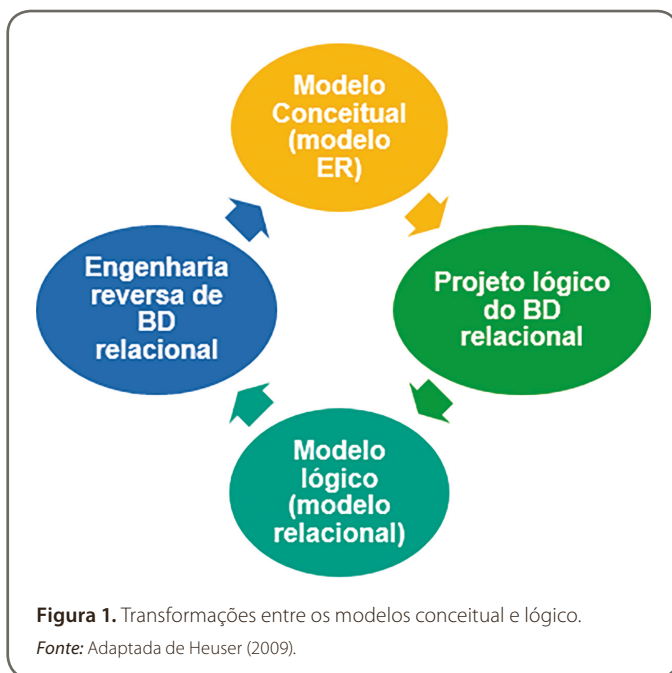 Modelo
Conceitual
(modelo
ER)
Engenharia
reversa de
BD
relacional
Projeto lógico
do BD
relacional
Modelo
lógico
(modelo
relacional)
Figura 1. Transformações entre os modelos conceitual e lógico.
Fonte: Adaptada de Heuser (2009).